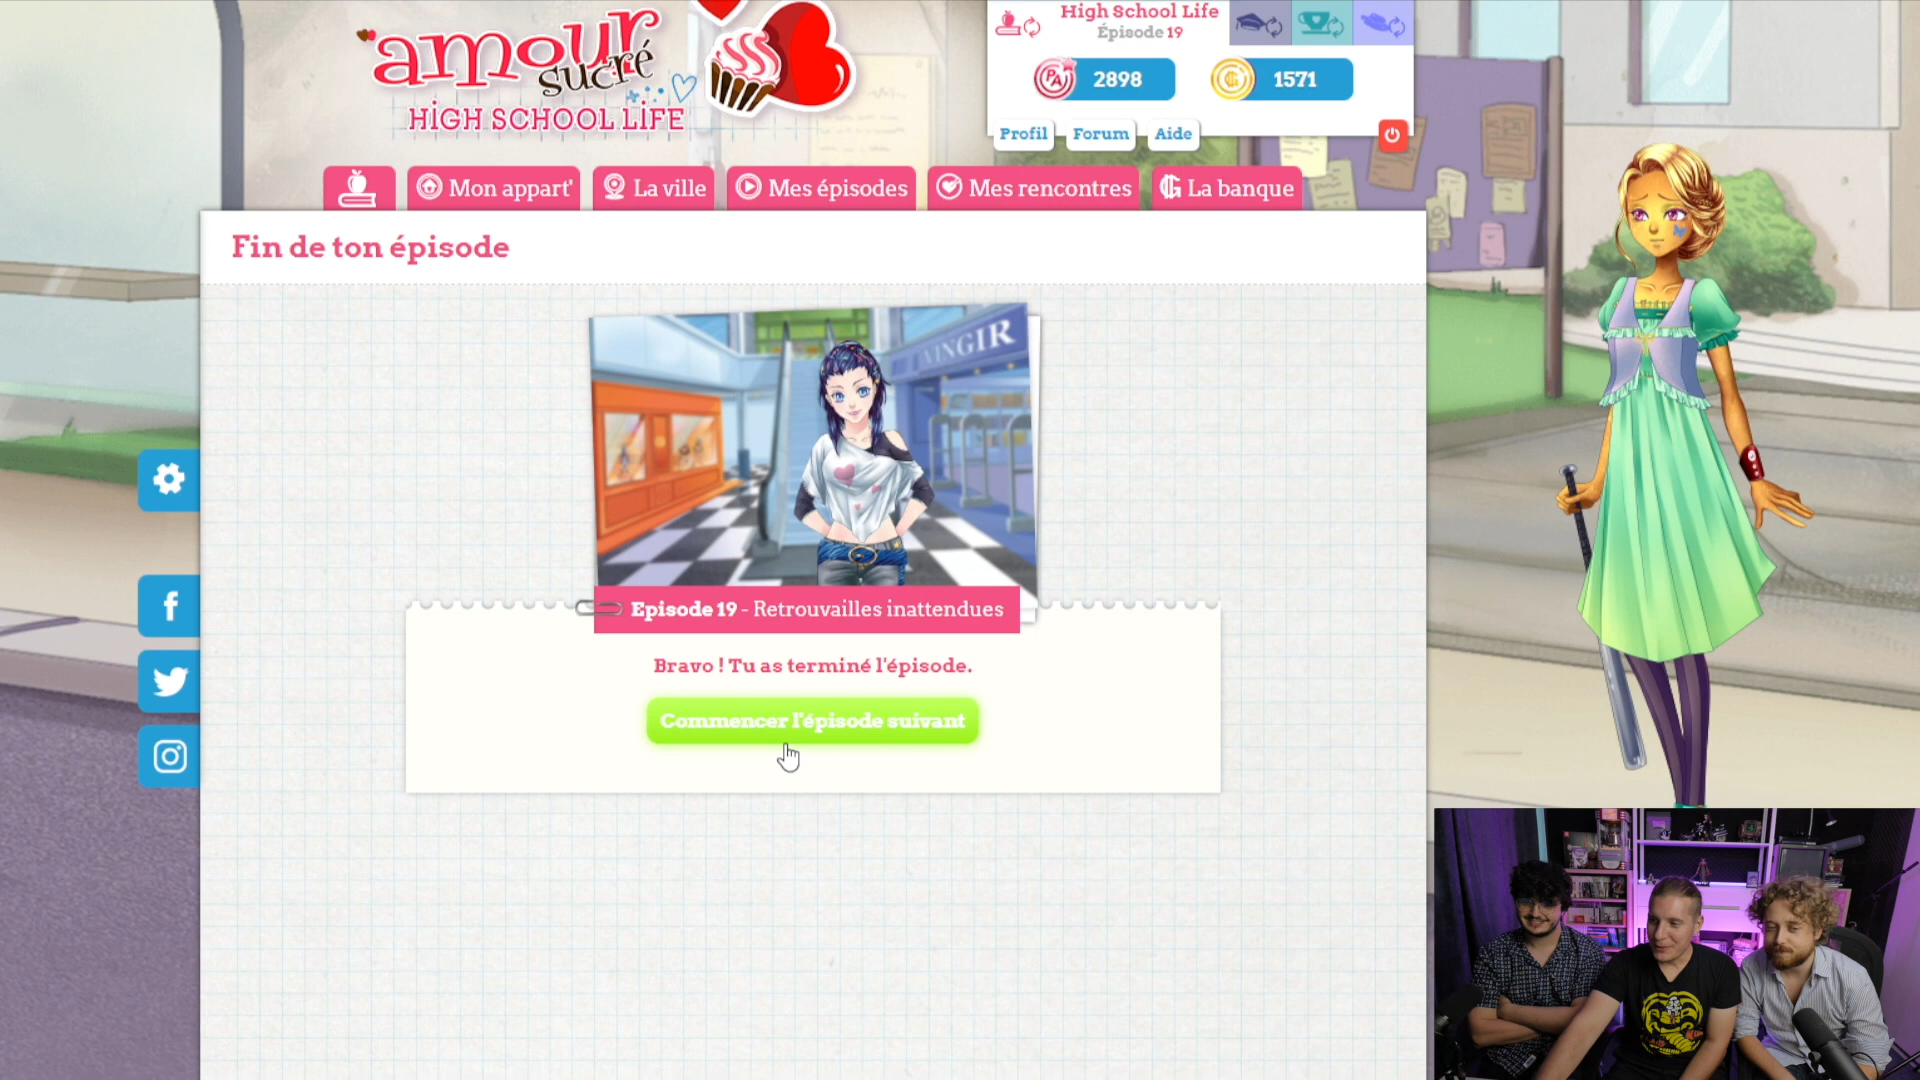 amour
sucré
HIGH SCHOOL LIFE
High School Life
Épisode 19
PA 2898
1571
Profil Forum Aide
Mon appart' La ville Mes épisodes Mes rencontres La banque
Fin de ton épisode
VINGIR
Episode 19 - Retrouvailles inattendues
Bravo ! Tu as terminé l'épisode.
Commencer l'épisode suivant